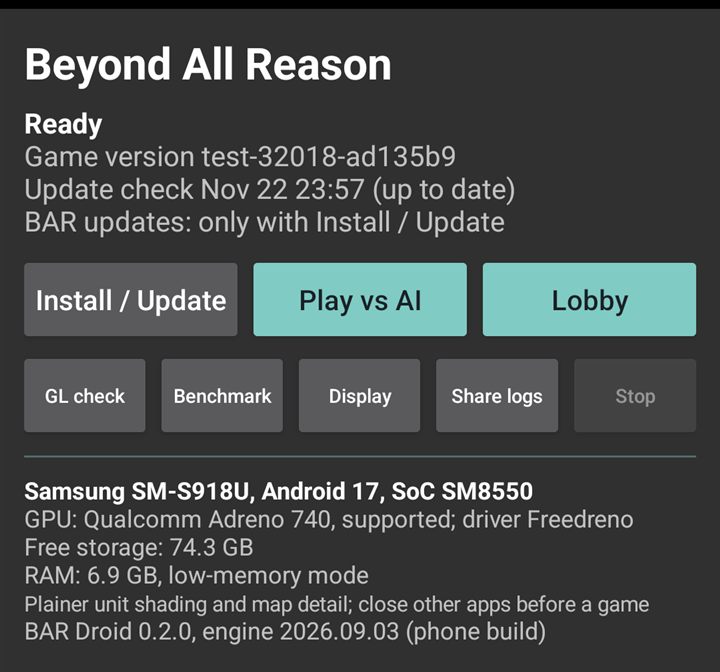 Beyond All Reason
Ready
Game version test-32018-ad135b9
Update check Nov 22 23:57 (up to date)
BAR updates: only with Install / Update
Install / Update
Play vs AI
Lobby
GL check
Benchmark
Display
Share logs
Stop
Samsung SM-S918U, Android 17, SoC SM8550
GPU: Qualcomm Adreno 740, supported; driver Freedreno
Free storage: 74.3 GB
RAM: 6.9 GB, low-memory mode
Plainer unit shading and map detail; close other apps before a game
BAR Droid 0.2.0, engine 2026.09.03 (phone build)